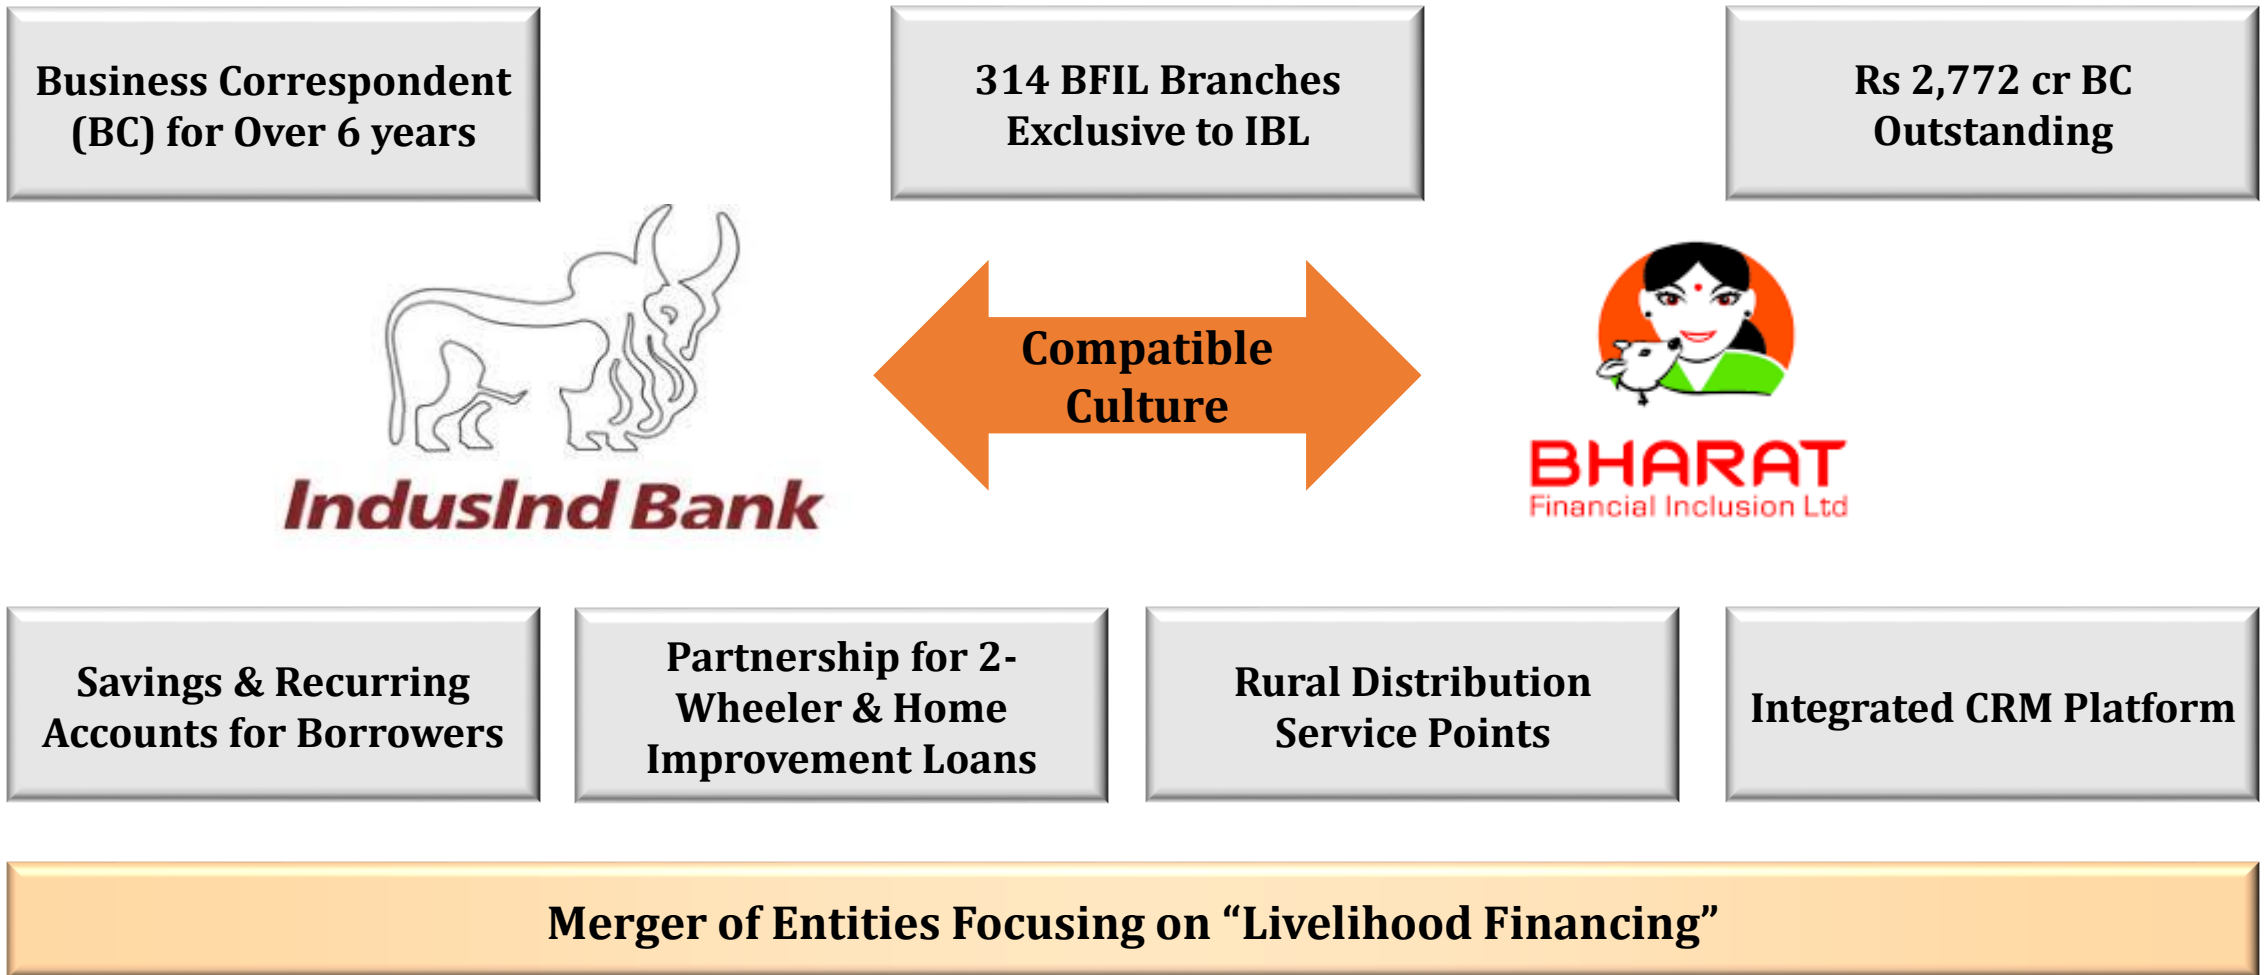 Business Correspondent
(BC) for Over 6 years
314 BFIL Branches
Exclusive to IBL
Rs 2,772 cr BC
Outstanding
IndusInd Bank
Compatible
Culture
BHARAT
Financial Inclusion Ltd
Savings & Recurring
Accounts for Borrowers
Partnership for 2-
Wheeler & Home
Improvement Loans
Rural Distribution
Service Points
Integrated CRM Platform
Merger of Entities Focusing on “Livelihood Financing”